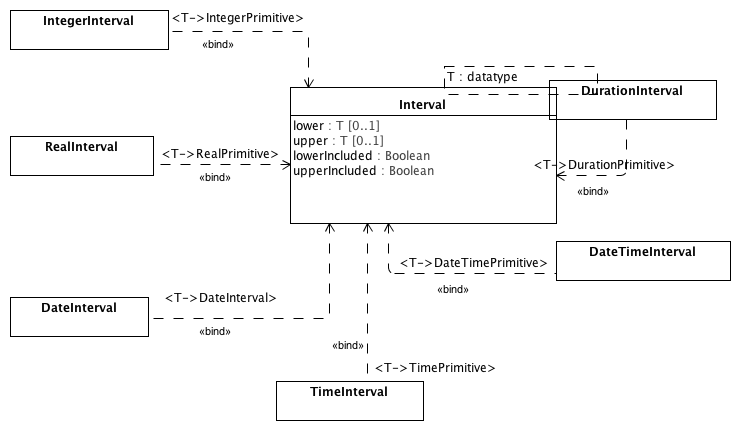 IntegerInterval
<T->IntegerPrimitive>
«bind»
T : datatype
DurationInterval
Interval
lower : T [0..1]
upper : T [0..1]
lowerIncluded : Boolean
upperIncluded : Boolean
RealInterval
<T->RealPrimitive>
«bind»
<T->DurationPrimitive>
«bind»
DateTimeInterval
<T->DateTimePrimitive>
«bind»
DateInterval
<T->DateInterval>
«bind»
«bind»
<T->TimePrimitive>
TimeInterval